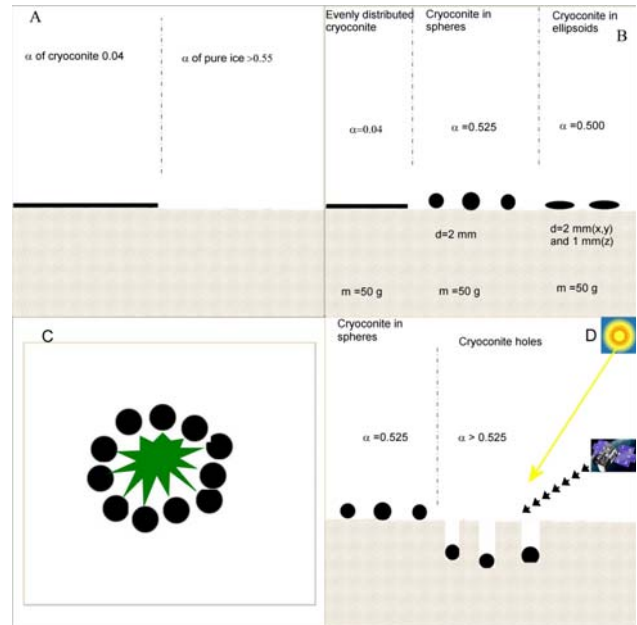 A
α of cryoconite 0.04
α of pure ice >0.55
Evenly distributed
cryoconite
Cryoconite in
spheres
Cryoconite in
ellipsoids
B
α=0.04
α =0.525
α =0.500
d=2 mm
d=2 mm(x,y)
and 1 mm(z)
m =50 g
m =50 g
m =50 g
C
Cryoconite in
spheres
Cryoconite holes
D
α =0.525
α > 0.525